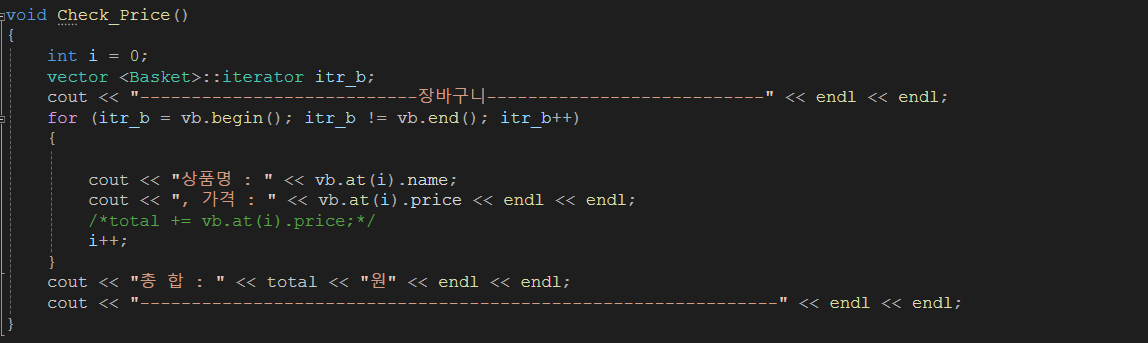 void Check_Price()
{
int i = 0;
vector <Basket>::iterator itr_b;
cout << "---------------------------장바구니---------------------------" << endl << endl;
for (itr_b = vb.begin(); itr_b != vb.end(); itr_b++)
{
cout << "상품명 : " << vb.at(i).name;
cout << ", 가격 : " << vb.at(i).price << endl << endl;
/*total += vb.at(i).price;*/
i++;
}
cout << "총 합 : " << total << "원" << endl << endl;
cout << "--------------------------------------------------------------" << endl << endl;
}